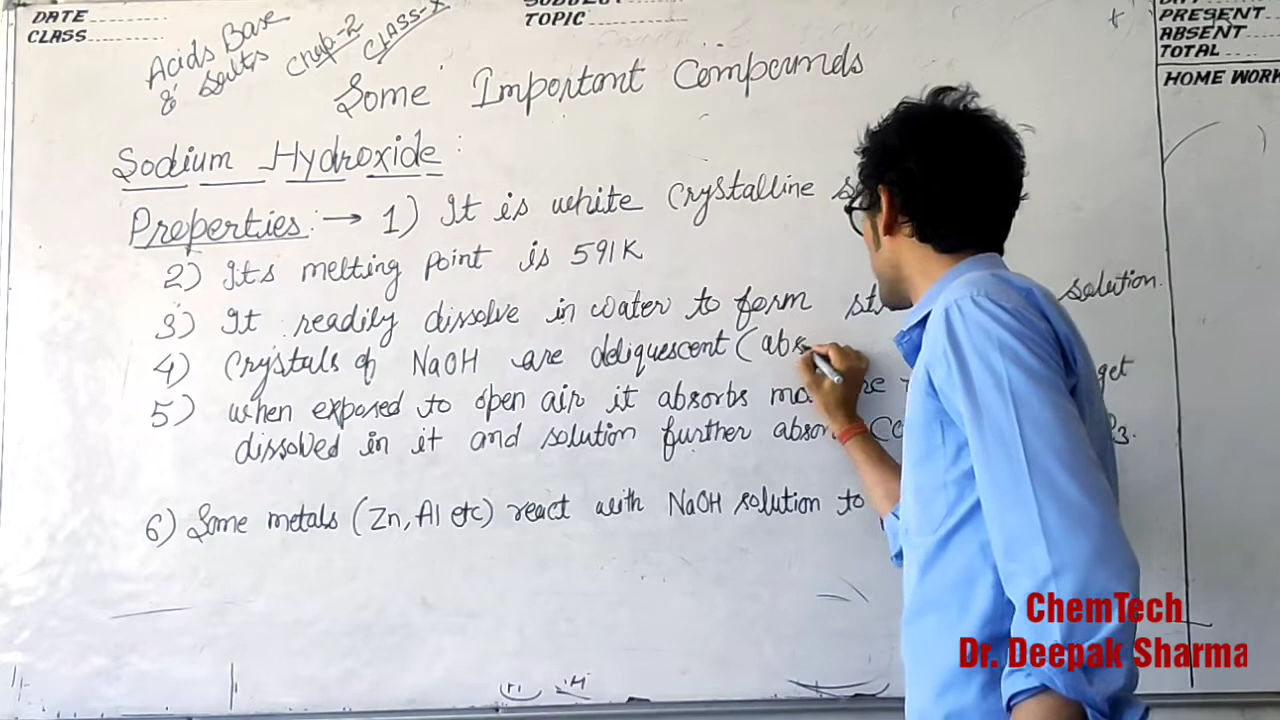 DATE...........
CLASS..........
TOPIC..............
PRESENT....
ABSENT....
TOTAL....
HOME WORK
Acids Base
& Salts Chap-2 CLASS-X
Some Important Compounds
Sodium Hydroxide :
Properties : → 1) It is white crystalline
2) Its melting point is 591K
3) It readily dissolve in water to form solution.
4) Crystals of NaOH are deliquescent (abs
5) when exposed to open air it absorbs get
dissolved in it and solution further absor
6) Some metals (Zn, Al etc) react with NaOH solution to
ChemTech
Dr. Deepak Sharma